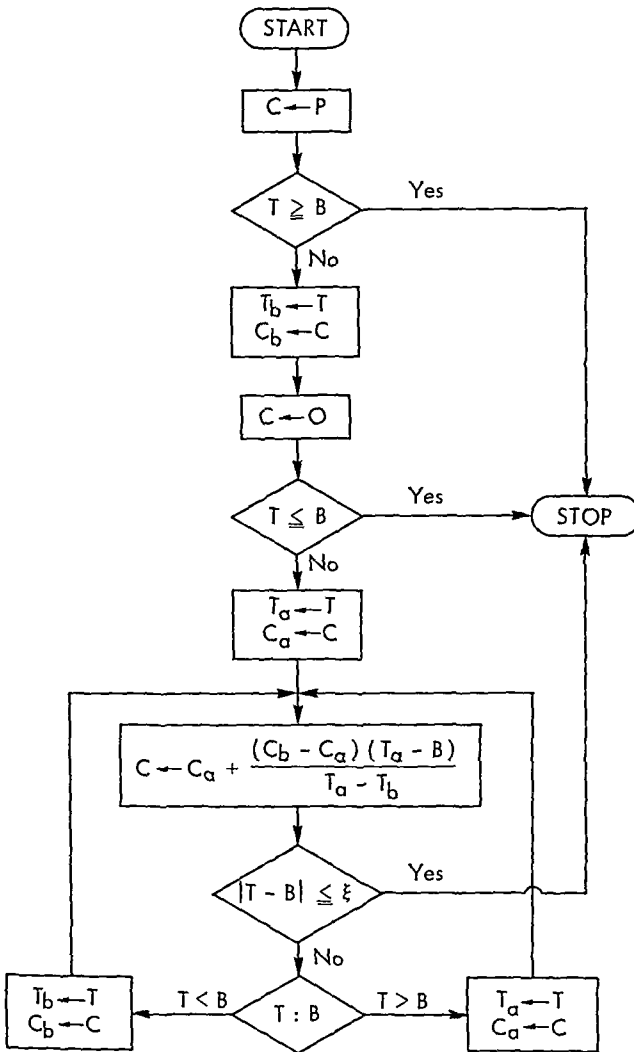 START
C ← P
T ≧ B
Yes
No
T_b ← T
C_b ← C
C ← O
T ≦ B
Yes
STOP
No
T_a ← T
C_a ← C
C ← C_a + (C_b - C_a) (T_a - B) / T_a - T_b
|T - B| ≦ ξ
Yes
No
T_b ← T
C_b ← C
T < B
T : B
T > B
T_a ← T
C_a ← C